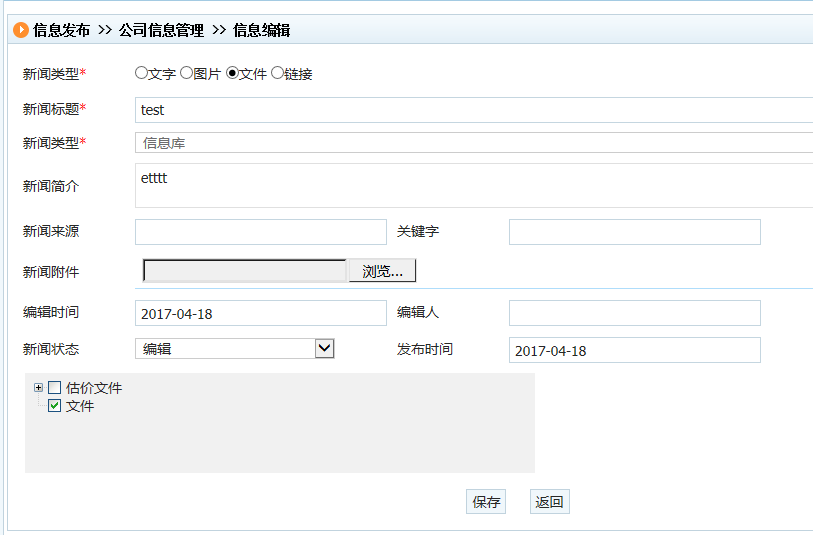 信息发布 >> 公司信息管理 >> 信息编辑
新闻类型* 文字 图片 文件 链接
新闻标题* test
新闻类型* 信息库
新闻简介 etttt
新闻来源 关键字
新闻附件 浏览...
编辑时间 2017-04-18 编辑人
新闻状态 编辑 发布时间 2017-04-18
估价文件
文件
保存 返回